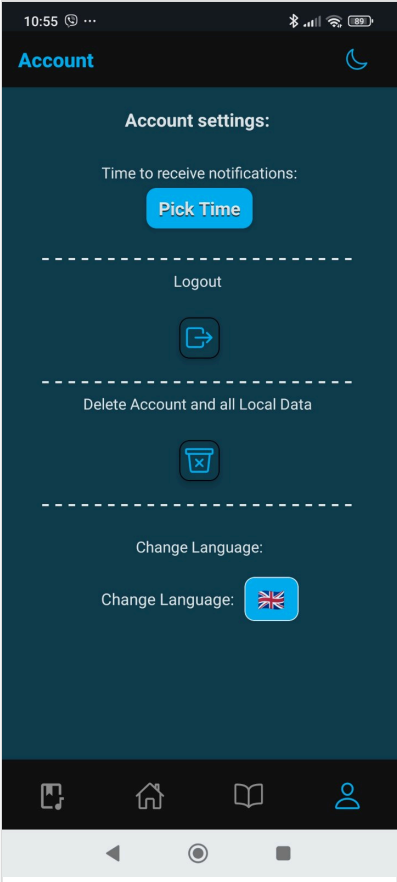 10:55
89
Account
Account settings:
Time to receive notifications:
Pick Time
Logout
Delete Account and all Local Data
Change Language:
Change Language: